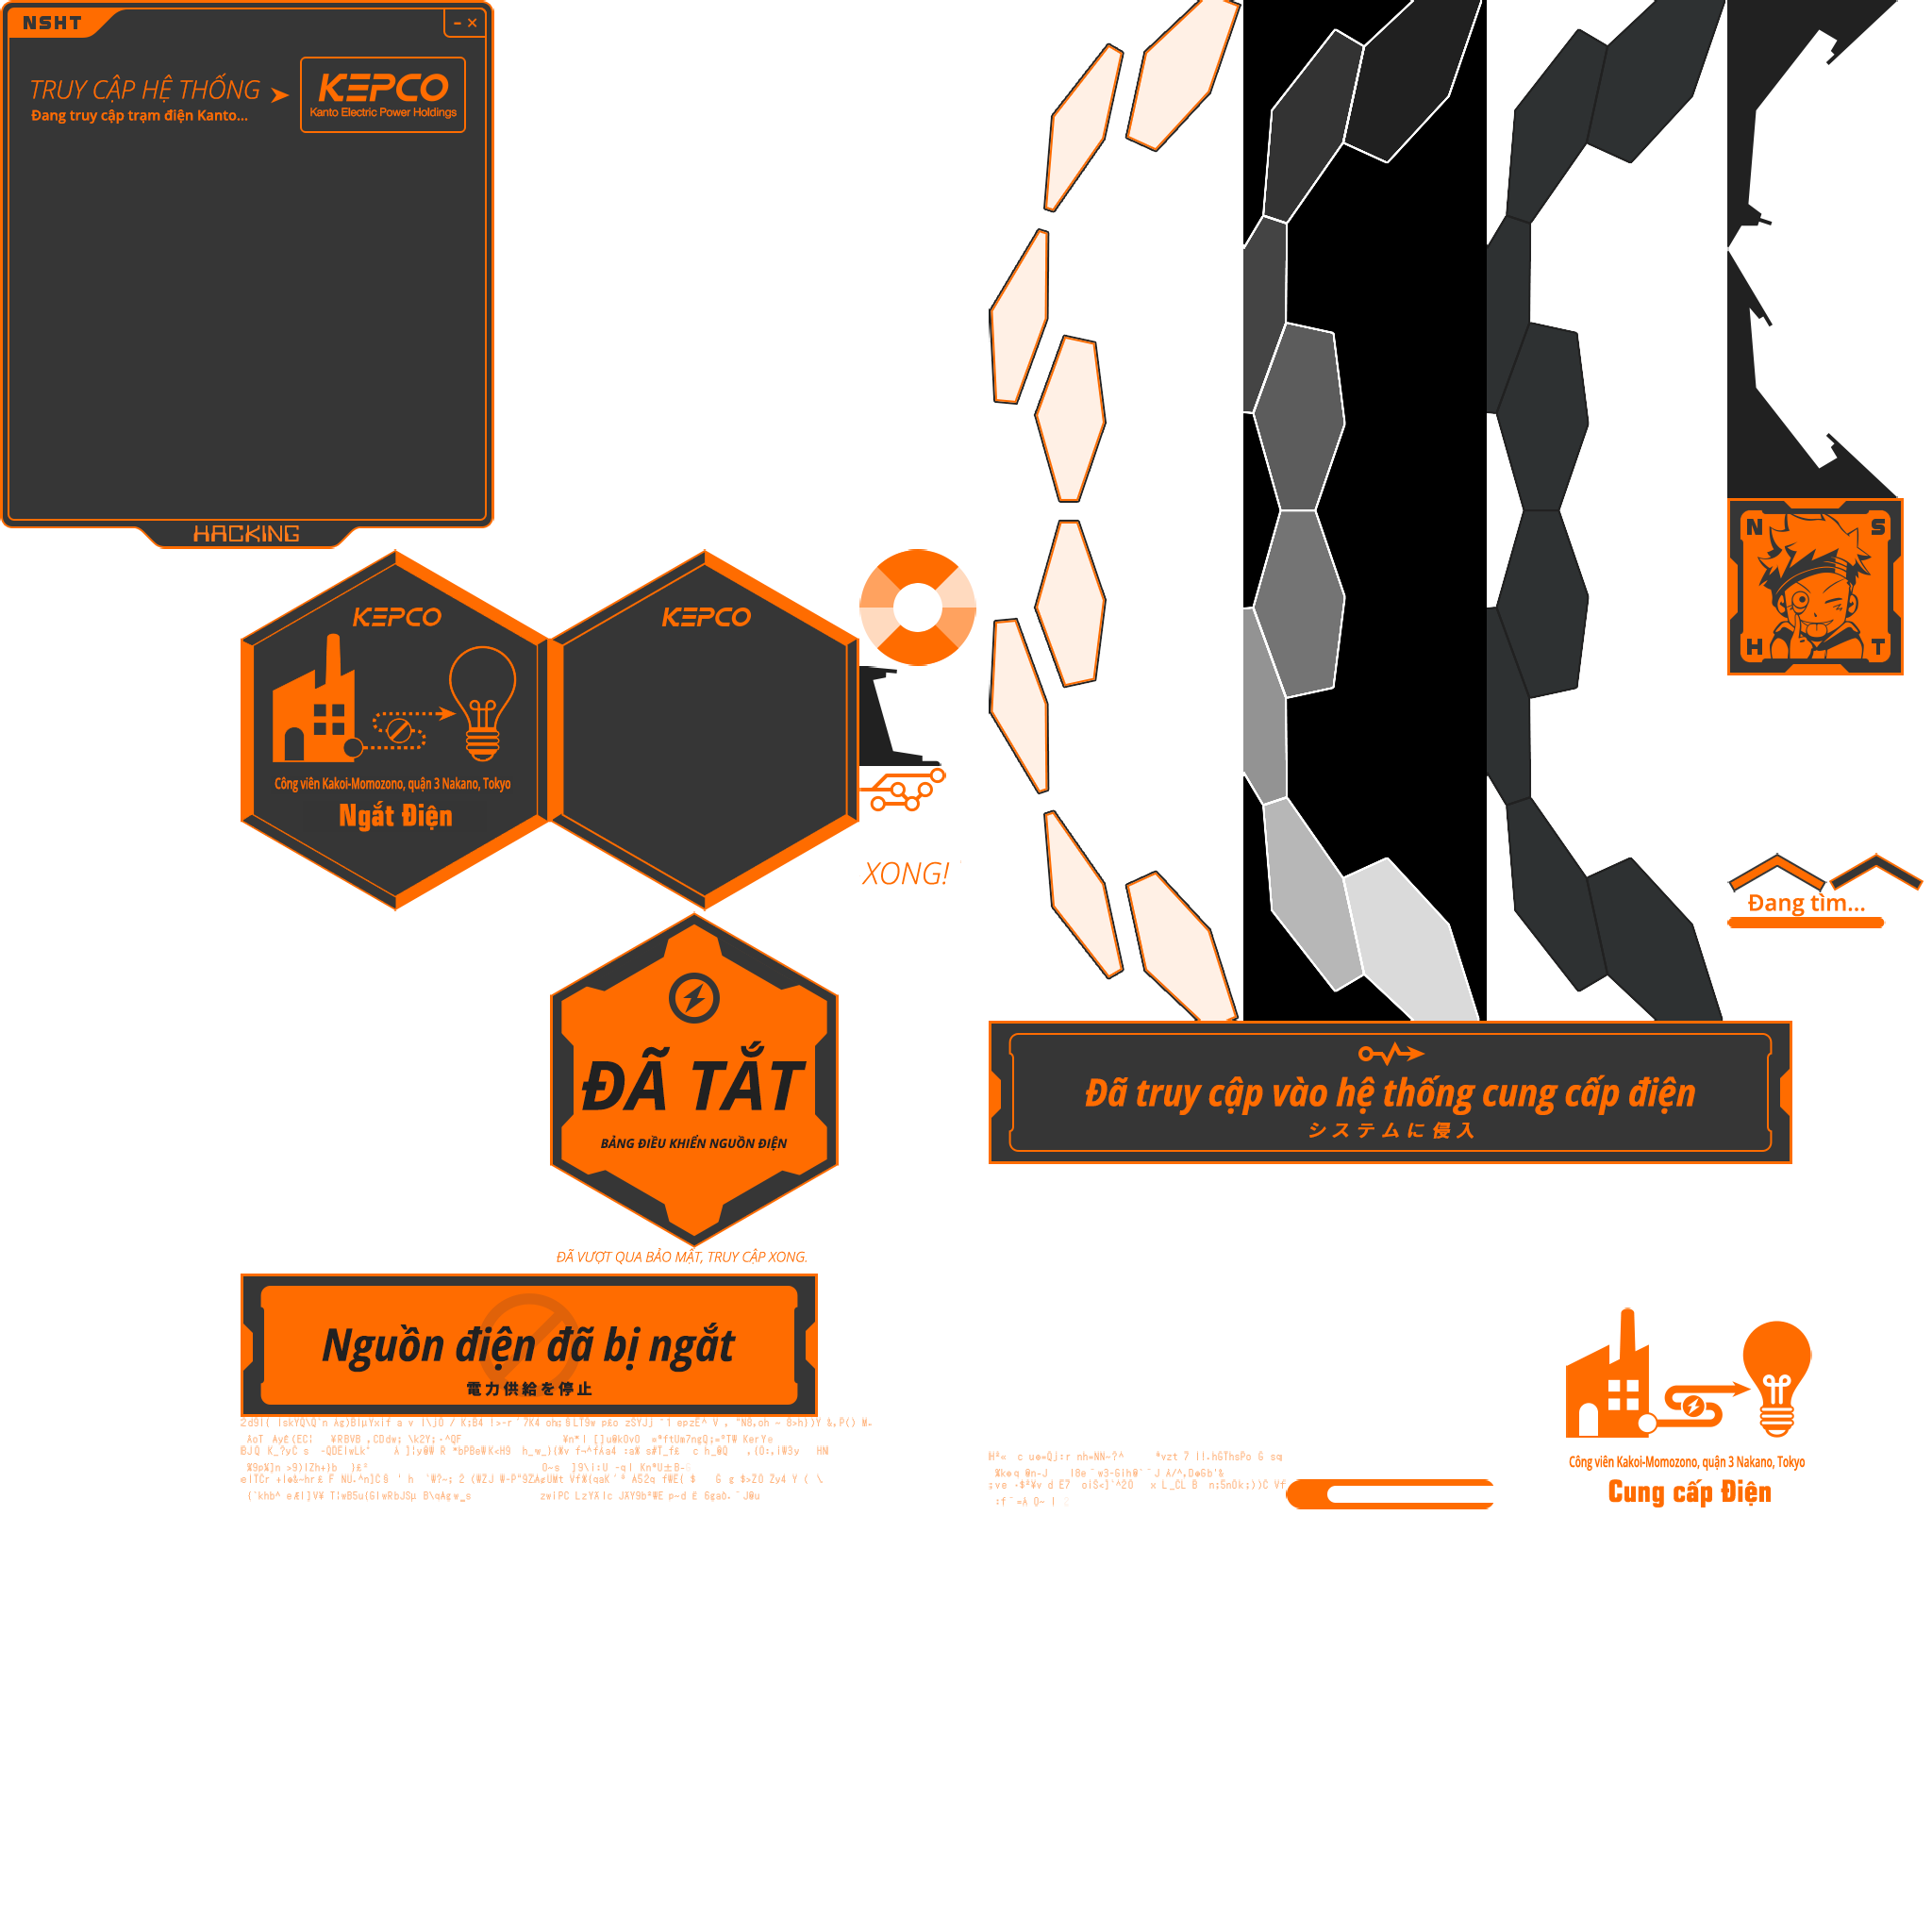 NSHT
TRUY CẬP HỆ THỐNG
Đang truy cập trạm điện Kanto...
KEPCO
Kanto Electric Power Holdings
HACKING
KEPCO
Công viên Kakoi-Momozono, quận 3 Nakano, Tokyo
Ngắt Điện
KEPCO
XONG!
N S
H T
Đang tìm...
ĐÃ TẮT
BẢNG ĐIỀU KHIỂN NGUỒN ĐIỆN
ĐÃ VƯỢT QUA BẢO MẬT, TRUY CẬP XONG.
Đã truy cập vào hệ thống cung cấp điện
システムに侵入
Nguồn điện đã bị ngắt
電力供給を停止
Công viên Kakoi-Momozono, quận 3 Nakano, Tokyo
Cung cấp Điện